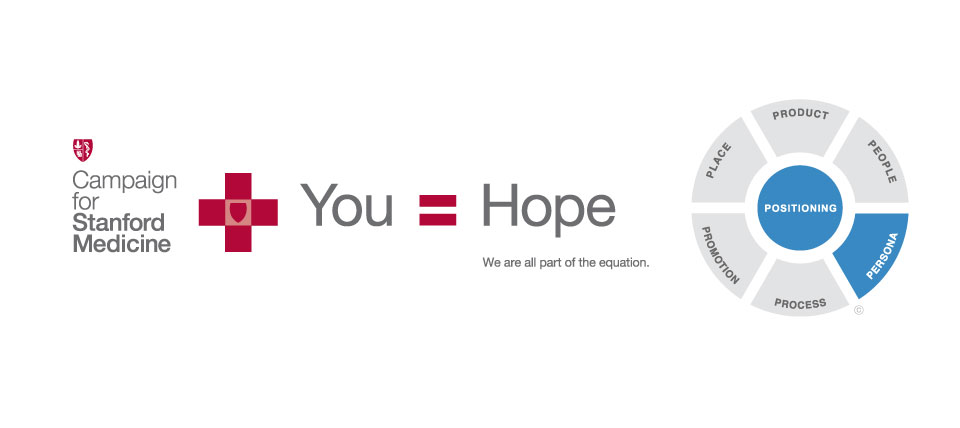 Campaign
for
Stanford
Medicine
You = Hope
We are all part of the equation.
PRODUCT
PEOPLE
PERSONA
PROCESS
PROMOTION
PLACE
POSITIONING
©